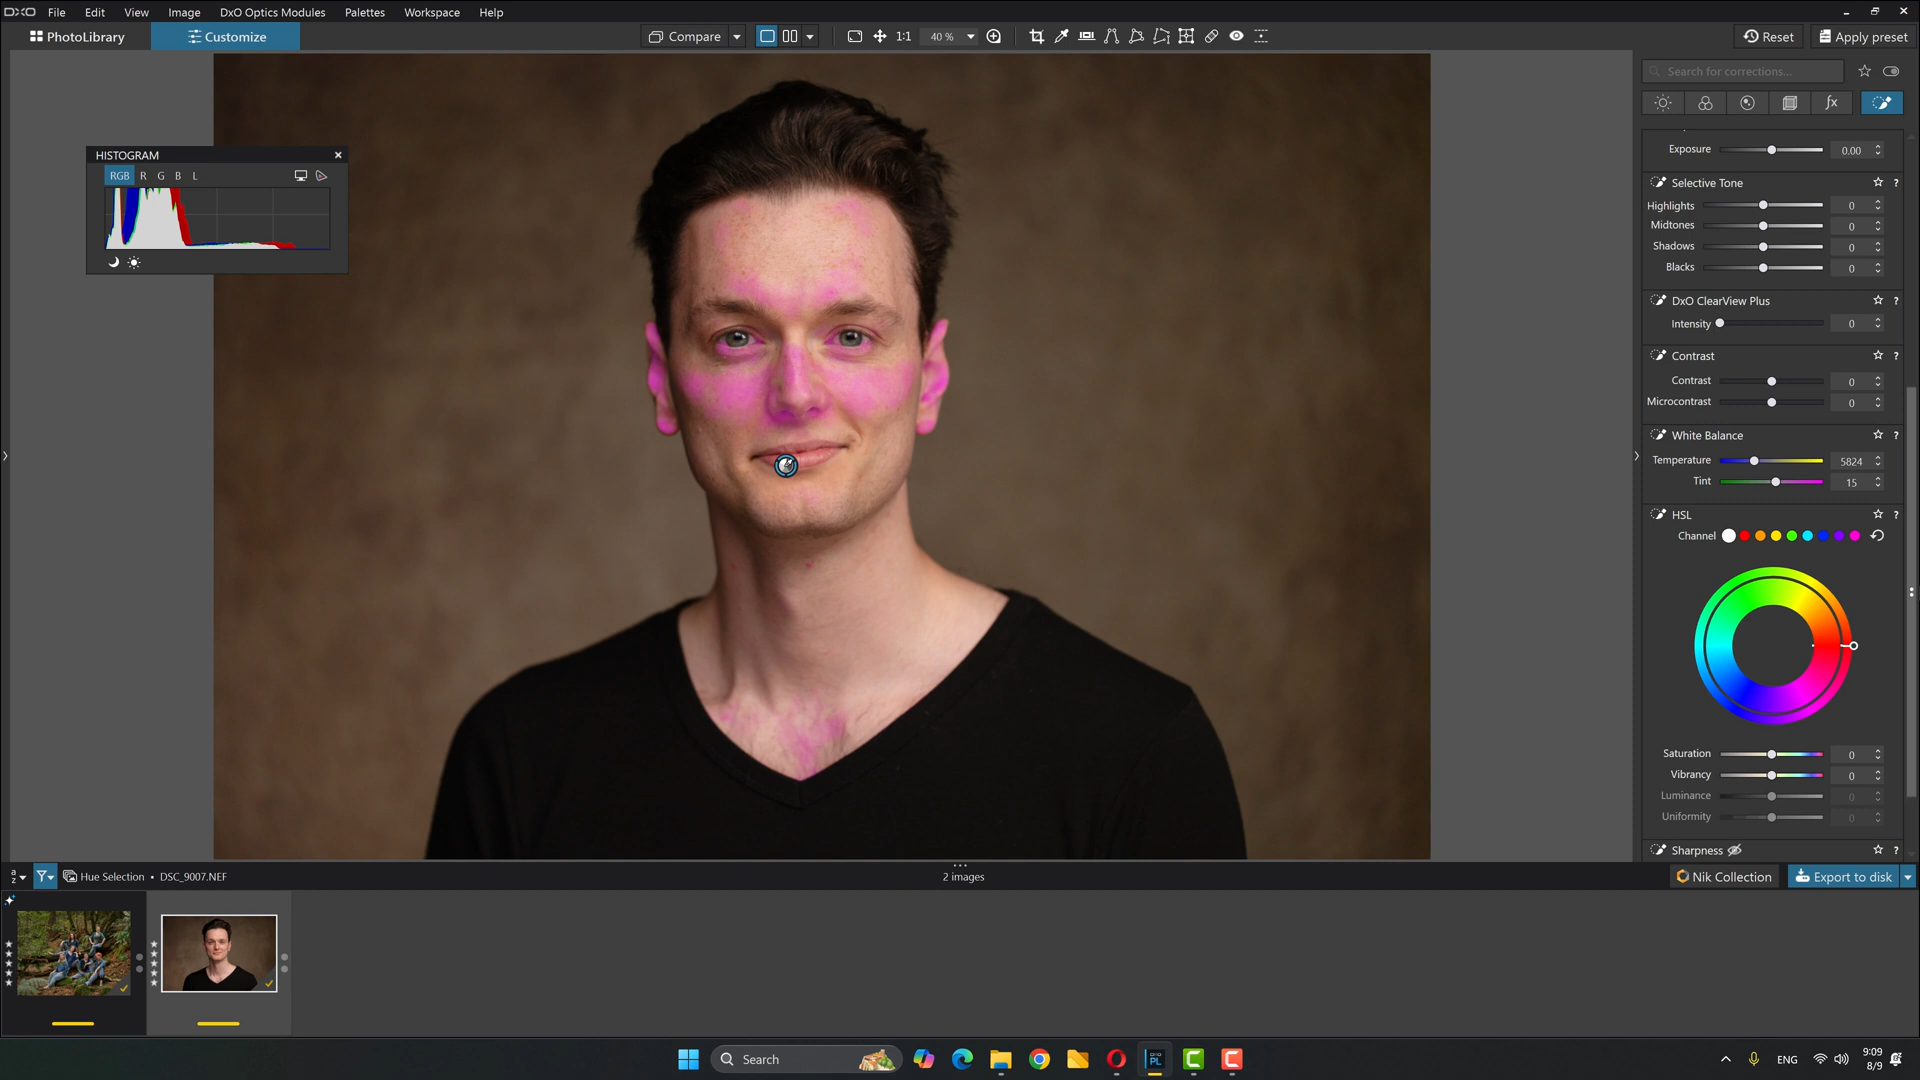 DXO File Edit View Image DxO Optics Modules Palettes Workspace Help
PhotoLibrary Customize Compare 1:1 40 % Reset Apply preset
Search for corrections...
fx
HISTOGRAM
RGB R G B L
Exposure 0.00
Selective Tone ?
Highlights 0
Midtones 0
Shadows 0
Blacks 0
DxO ClearView Plus ?
Intensity 0
Contrast ?
Contrast 0
Microcontrast 0
White Balance ?
Temperature 5824
Tint 15
HSL ?
Channel
Saturation 0
Vibrancy 0
Luminance 0
Uniformity 0
Sharpness ?
a
z
Hue Selection • DSC_9007.NEF 2 images Nik Collection Export to disk
Search DXO PL ENG 9:09
8/9